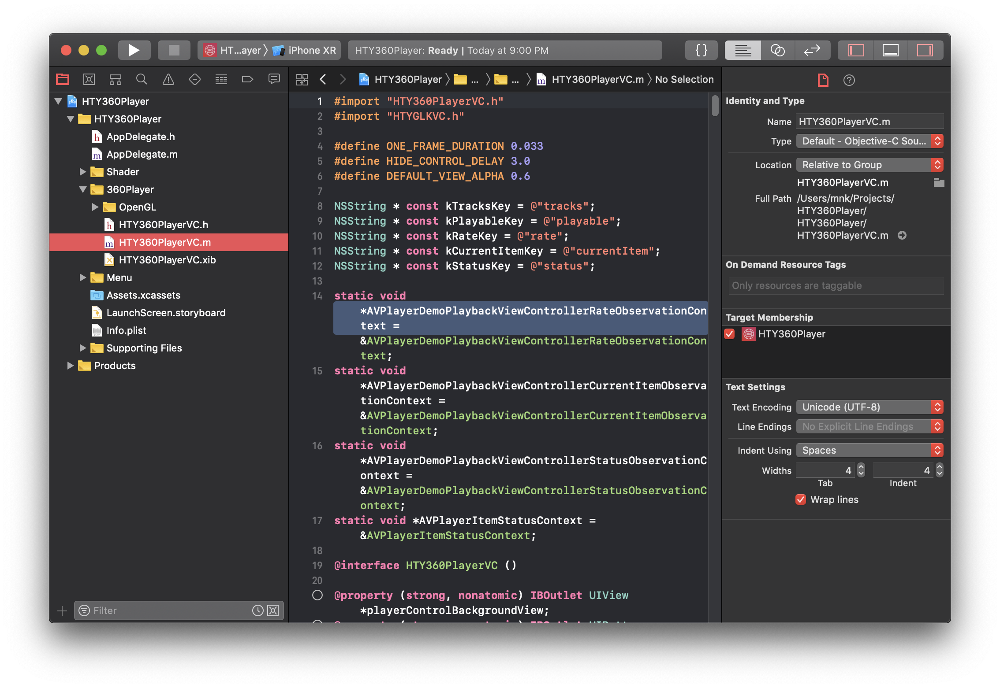 HT...ayer
iPhone XR
HTY360Player: Ready | Today at 9:00 PM
{ }
HTY360Player
HTY360Player
h AppDelegate.h
m AppDelegate.m
Shader
360Player
OpenGL
h HTY360PlayerVC.h
m HTY360PlayerVC.m
HTY360PlayerVC.xib
Menu
Assets.xcassets
LaunchScreen.storyboard
Info.plist
Supporting Files
Products
Filter
HTY360Player
...
...
m HTY360PlayerVC.m
No Selection
1 #import "HTY360PlayerVC.h"
2 #import "HTYGLKVC.h"
3
4 #define ONE_FRAME_DURATION 0.033
5 #define HIDE_CONTROL_DELAY 3.0
6 #define DEFAULT_VIEW_ALPHA 0.6
7
8 NSString * const kTracksKey = @"tracks";
9 NSString * const kPlayableKey = @"playable";
10 NSString * const kRateKey = @"rate";
11 NSString * const kCurrentItemKey = @"currentItem";
12 NSString * const kStatusKey = @"status";
13
14 static void
*AVPlayerDemoPlaybackViewControllerRateObservationCon
text =
&AVPlayerDemoPlaybackViewControllerRateObservationCon
text;
15 static void
*AVPlayerDemoPlaybackViewControllerCurrentItemObserva
tionContext =
&AVPlayerDemoPlaybackViewControllerCurrentItemObserva
tionContext;
16 static void
*AVPlayerDemoPlaybackViewControllerStatusObservationC
ontext =
&AVPlayerDemoPlaybackViewControllerStatusObservationC
ontext;
17 static void *AVPlayerItemStatusContext =
&AVPlayerItemStatusContext;
18
19 @interface HTY360PlayerVC ()
20
@property (strong, nonatomic) IBOutlet UIView
*playerControlBackgroundView;
Identity and Type
Name HTY360PlayerVC.m
Type Default - Objective-C Sou...
Location Relative to Group
HTY360PlayerVC.m
Full Path /Users/mnk/Projects/
HTY360Player/
HTY360Player/
HTY360PlayerVC.m
On Demand Resource Tags
Only resources are taggable
Target Membership
HTY360Player
Text Settings
Text Encoding Unicode (UTF-8)
Line Endings No Explicit Line Endings
Indent Using Spaces
Widths 4 4
Tab Indent
Wrap lines